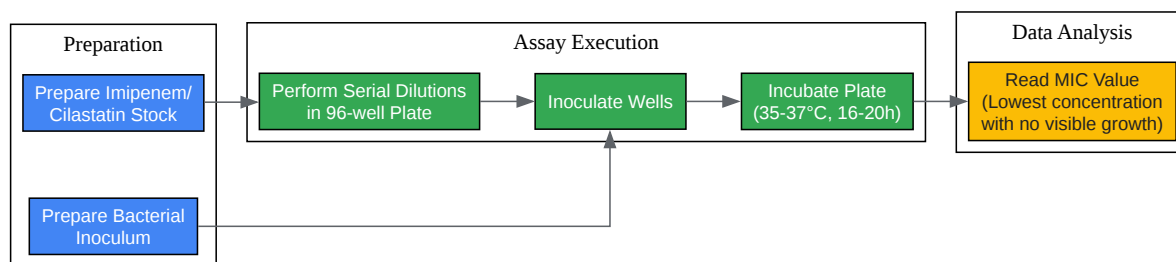 Preparation
Prepare Imipenem/
Cilastatin Stock
Prepare Bacterial
Inoculum
Assay Execution
Perform Serial Dilutions
in 96-well Plate
Inoculate Wells
Incubate Plate
(35-37°C, 16-20h)
Data Analysis
Read MIC Value
(Lowest concentration
with no visible growth)